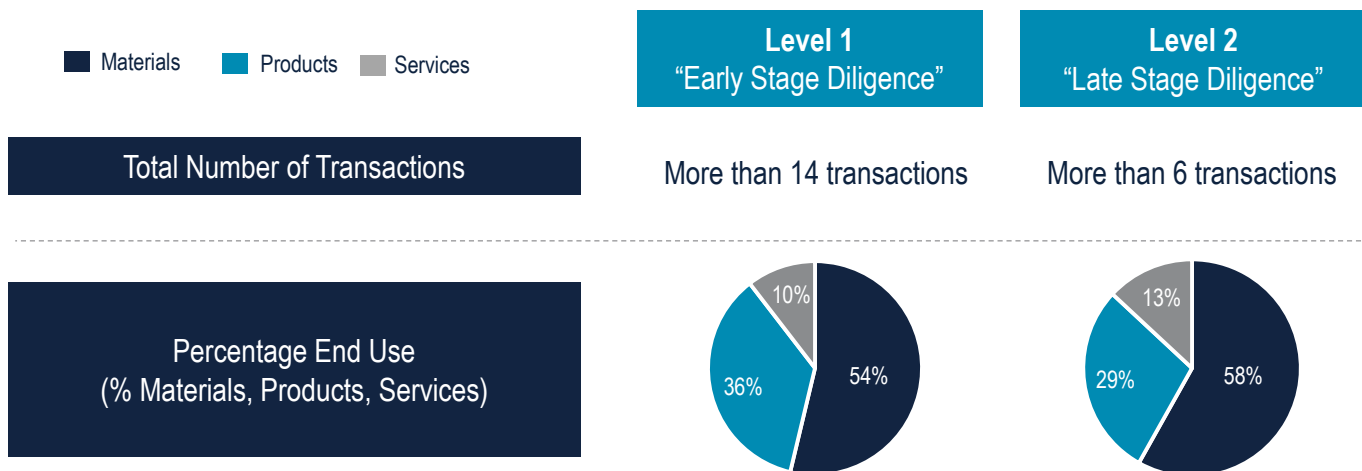 Materials
Products
Services
Level 1
“Early Stage Diligence”
Level 2
“Late Stage Diligence”
Total Number of Transactions
More than 14 transactions
More than 6 transactions
Percentage End Use
(% Materials, Products, Services)
10%
36%
54%
13%
29%
58%